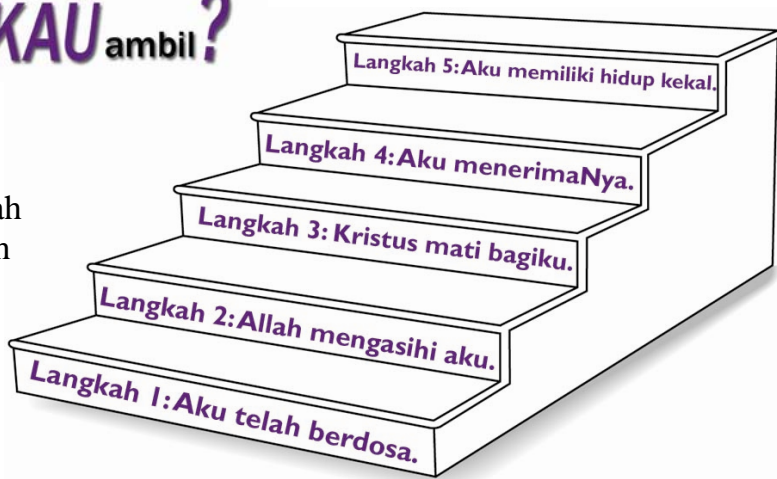 KAU ambil?
Langkah 5: Aku memiliki hidup kekal.
Langkah 4: Aku menerimaNya.
Langkah 3: Kristus mati bagiku.
Langkah 2: Allah mengasihi aku.
Langkah 1: Aku telah berdosa.